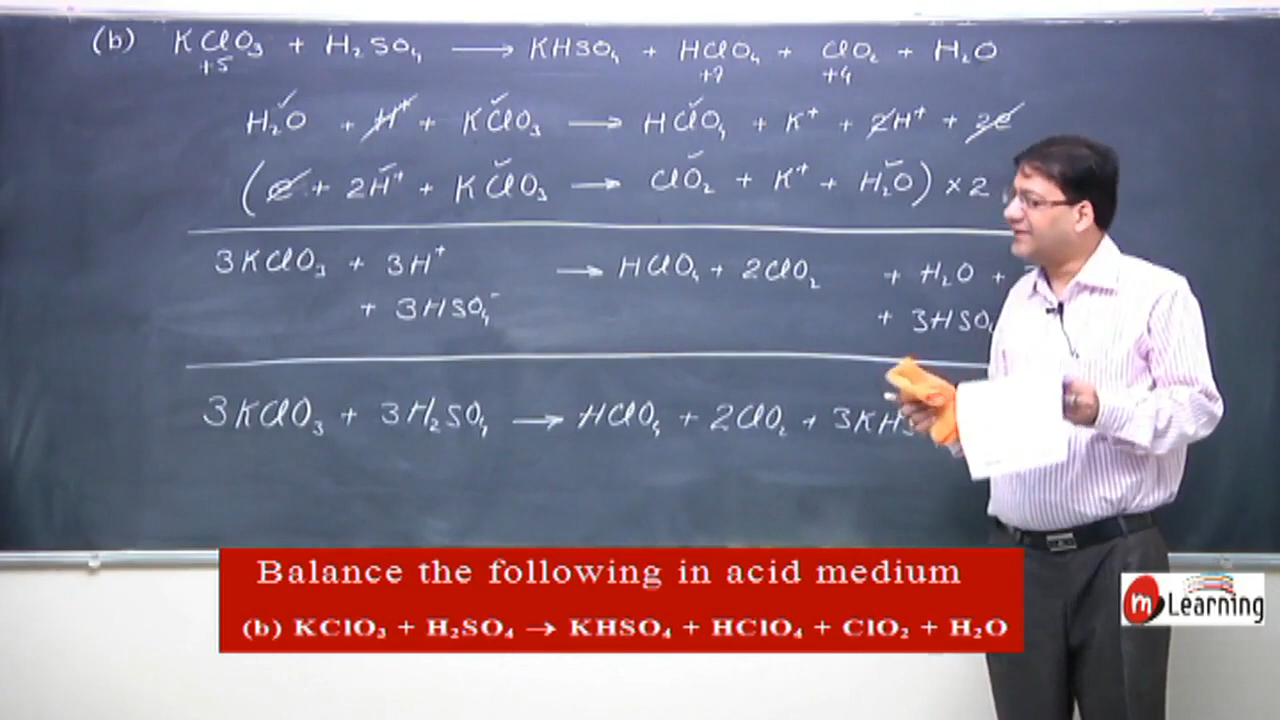 (b) KClO₃ + H₂SO₄ ⟶ KHSO₄ + HClO₄ + ClO₂ + H₂O
+5 +7 +4
H₂O + H⁺ + KClO₃ ⟶ HClO₄ + K⁺ + 2H⁺ + 2e
(e + 2H⁺ + KClO₃ ⟶ ClO₂ + K⁺ + H₂O) × 2
3KClO₃ + 3H⁺ ⟶ HClO₄ + 2ClO₂ + H₂O +
+ 3HSO₄⁻ + 3HSO₄
3KClO₃ + 3H₂SO₄ ⟶ HClO₄ + 2ClO₂ + 3KHS
Balance the following in acid medium
(b) KClO₃ + H₂SO₄ → KHSO₄ + HClO₄ + ClO₂ + H₂O
m Learning